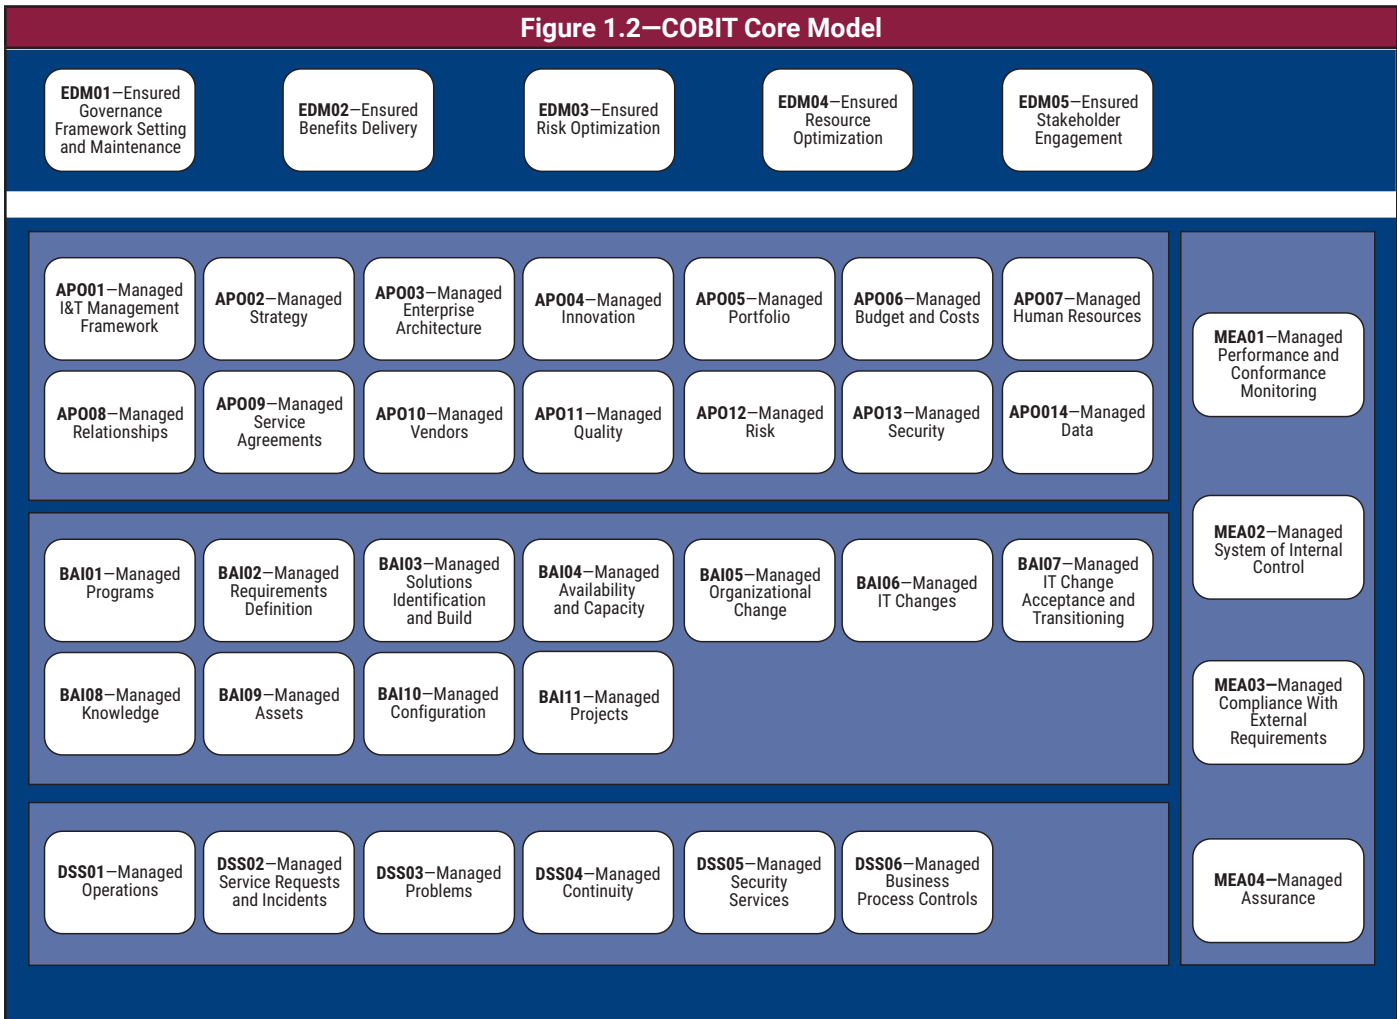 Figure 1.2—COBIT Core Model
EDM01—Ensured
Governance
Framework Setting
and Maintenance
EDM02—Ensured
Benefits Delivery
EDM03—Ensured
Risk Optimization
EDM04—Ensured
Resource
Optimization
EDM05—Ensured
Stakeholder
Engagement
APO01—Managed
I&T Management
Framework
APO02—Managed
Strategy
APO03—Managed
Enterprise
Architecture
APO04—Managed
Innovation
APO05—Managed
Portfolio
APO06—Managed
Budget and Costs
APO07—Managed
Human Resources
APO08—Managed
Relationships
APO09—Managed
Service
Agreements
APO10—Managed
Vendors
APO11—Managed
Quality
APO12—Managed
Risk
APO13—Managed
Security
APO014—Managed
Data
BAI01—Managed
Programs
BAI02—Managed
Requirements
Definition
BAI03—Managed
Solutions
Identification
and Build
BAI04—Managed
Availability
and Capacity
BAI05—Managed
Organizational
Change
BAI06—Managed
IT Changes
BAI07—Managed
IT Change
Acceptance and
Transitioning
BAI08—Managed
Knowledge
BAI09—Managed
Assets
BAI10—Managed
Configuration
BAI11—Managed
Projects
DSS01—Managed
Operations
DSS02—Managed
Service Requests
and Incidents
DSS03—Managed
Problems
DSS04—Managed
Continuity
DSS05—Managed
Security
Services
DSS06—Managed
Business
Process Controls
MEA01—Managed
Performance and
Conformance
Monitoring
MEA02—Managed
System of Internal
Control
MEA03—Managed
Compliance With
External
Requirements
MEA04—Managed
Assurance